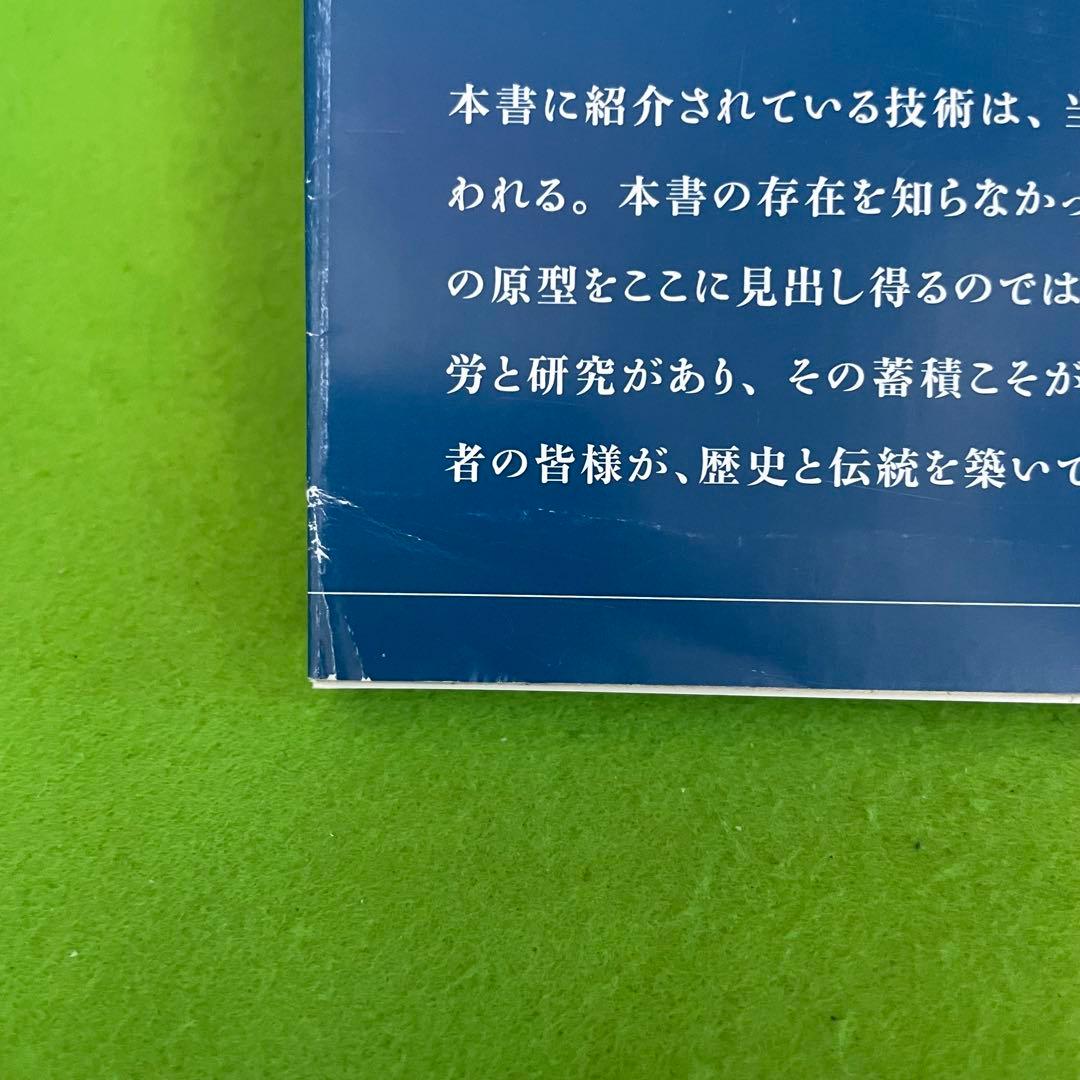 本書に紹介されている技術は、当
われる。本書の存在を知らなかっ
の原型をここに見出し得るのでは
労と研究があり、その蓄積こそが
者の皆様が、歴史と伝統を築いて